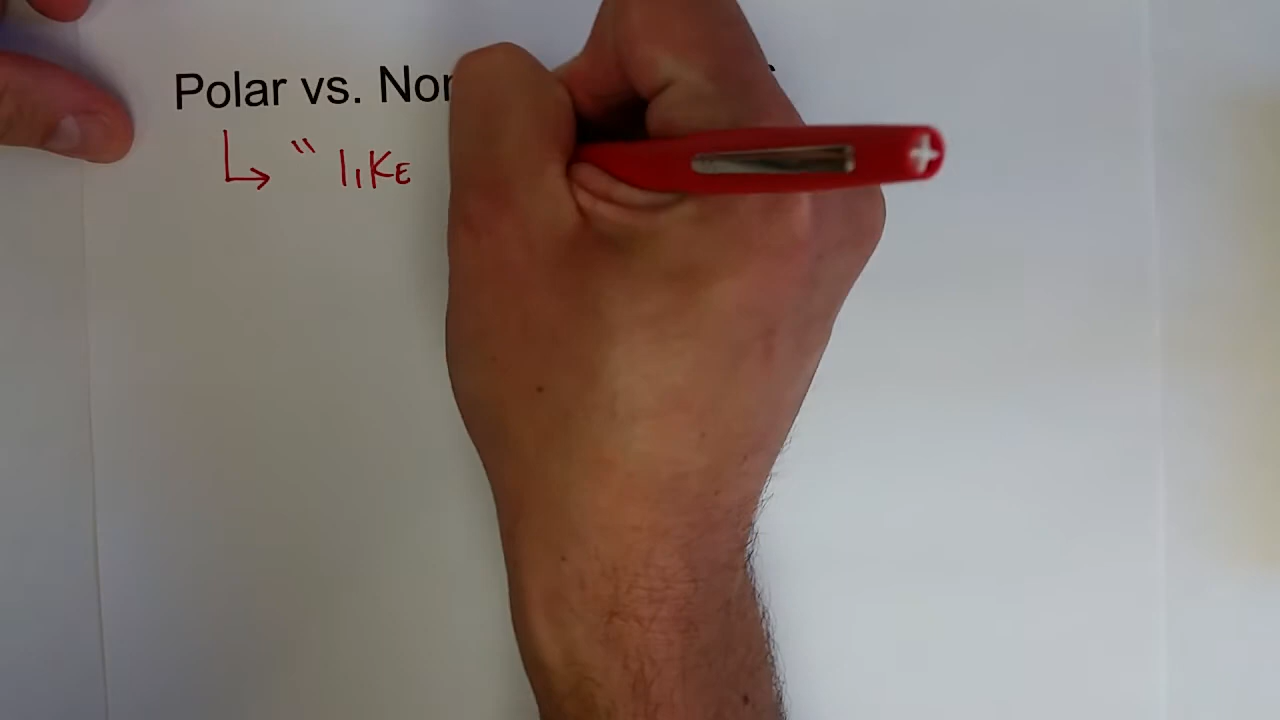 Polar vs. Non
↳ " lIKE